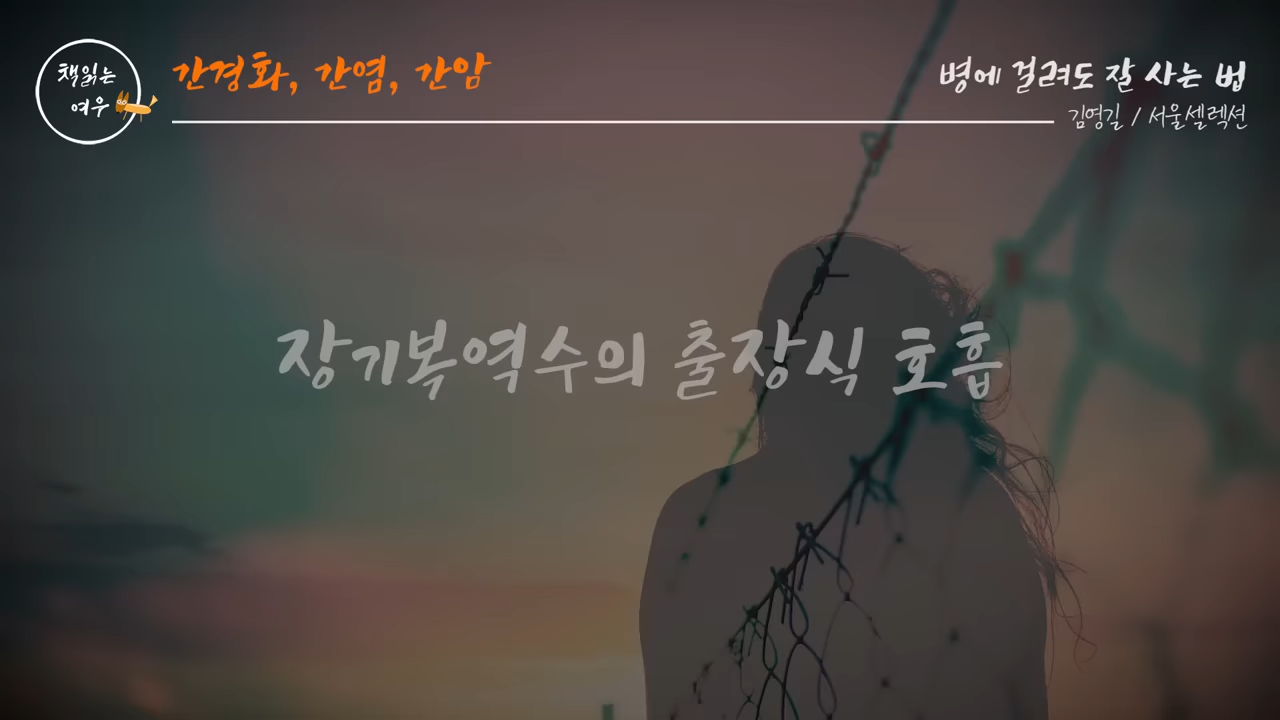 책읽는
여우
간경화, 간염, 간암
병에 걸려도 잘 사는 법
김영길 / 서울셀렉션
장기복역수의 출장식 호흡